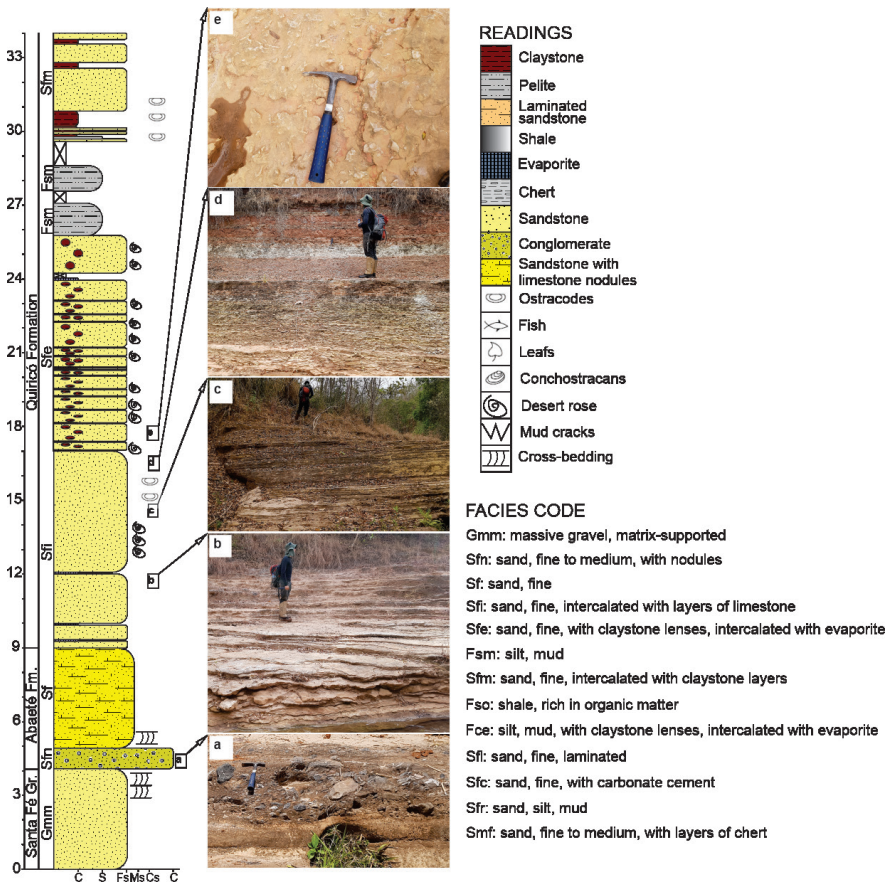 e
READINGS
Claystone
Pelite
Laminated
sandstone
Shale
Evaporite
Chert
Sandstone
Conglomerate
Sandstone with
limestone nodules
Ostracodes
Fish
Leafs
Conchostracans
Desert rose
Mud cracks
Cross-bedding
FACIES CODE
Gmm: massive gravel, matrix-supported
Sfn: sand, fine to medium, with nodules
Sf: sand, fine
Sfi: sand, fine, intercalated with layers of limestone
Sfe: sand, fine, with claystone lenses, intercalated with evaporite
Fsm: silt, mud
Sfm: sand, fine, intercalated with claystone layers
Fso: shale, rich in organic matter
Fce: silt, mud, with claystone lenses, intercalated with evaporite
Sfl: sand, fine, laminated
Sfc: sand, fine, with carbonate cement
Sfr: sand, silt, mud
Smf: sand, fine to medium, with layers of chert
d
c
b
a
33
30
27
24
21
18
15
12
9
6
3
0
Quiricó Formation
Abaeté Fm.
Santa Fé Gr.
Sfm
Fsm
Fsm
Sfe
Sfi
Sf
Sfn
Gmm
e
d
c
b
a
C S Fs Ms Cs C